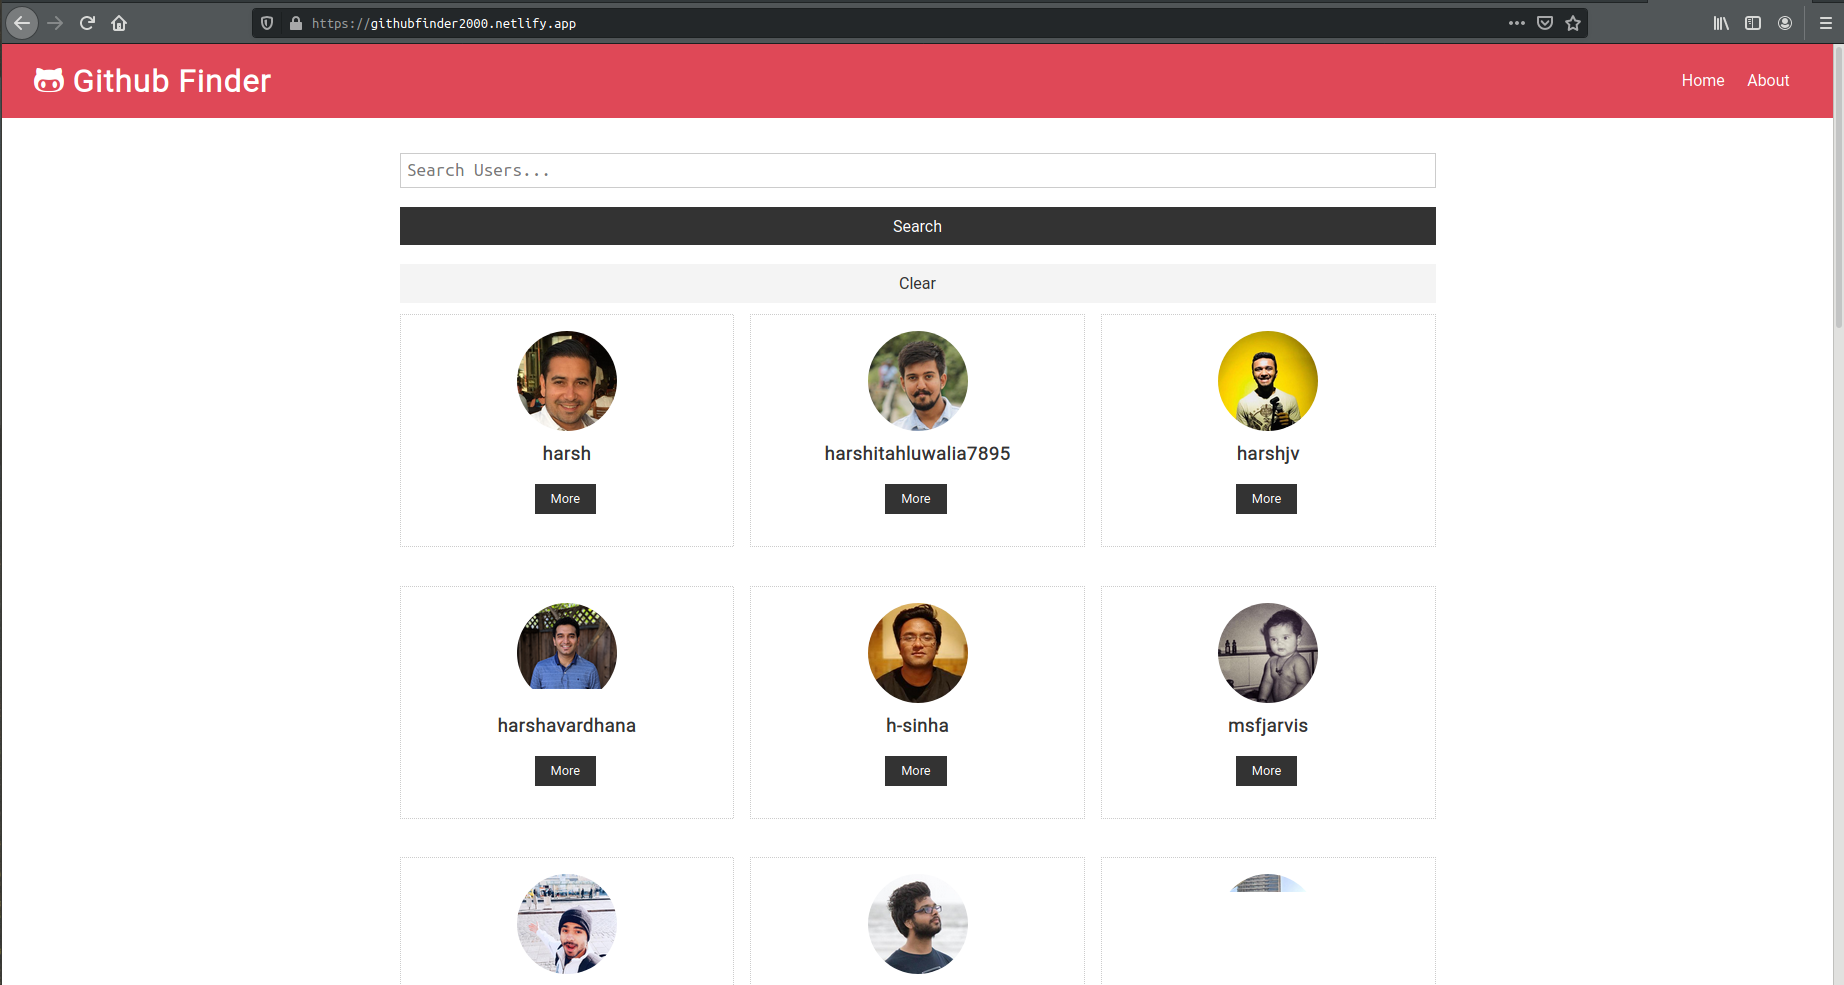 https://githubfinder2000.netlify.app
Github Finder
Home About
Search Users...
Search
Clear
harsh harshitahluwalia7895 harshjv
More More More
harshavardhana h-sinha msfjarvis
More More More